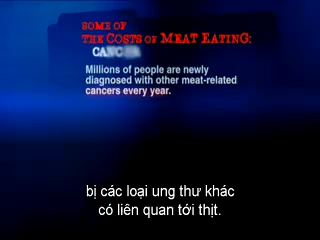 SOME OF
THE COSTS OF MEAT EATING:
Millions of people are newly
diagnosed with other meat-related
cancers every year.
bị các loại ung thư khác
có liên quan tới thịt.